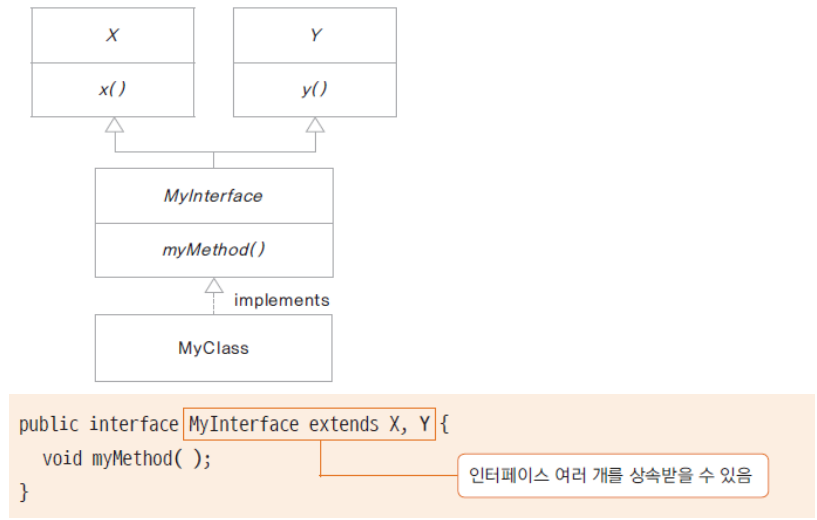 X
Y
x()
y()
MyInterface
myMethod()
implements
MyClass
public interface MyInterface extends X, Y {
void myMethod( );
인터페이스 여러 개를 상속받을 수 있음
}